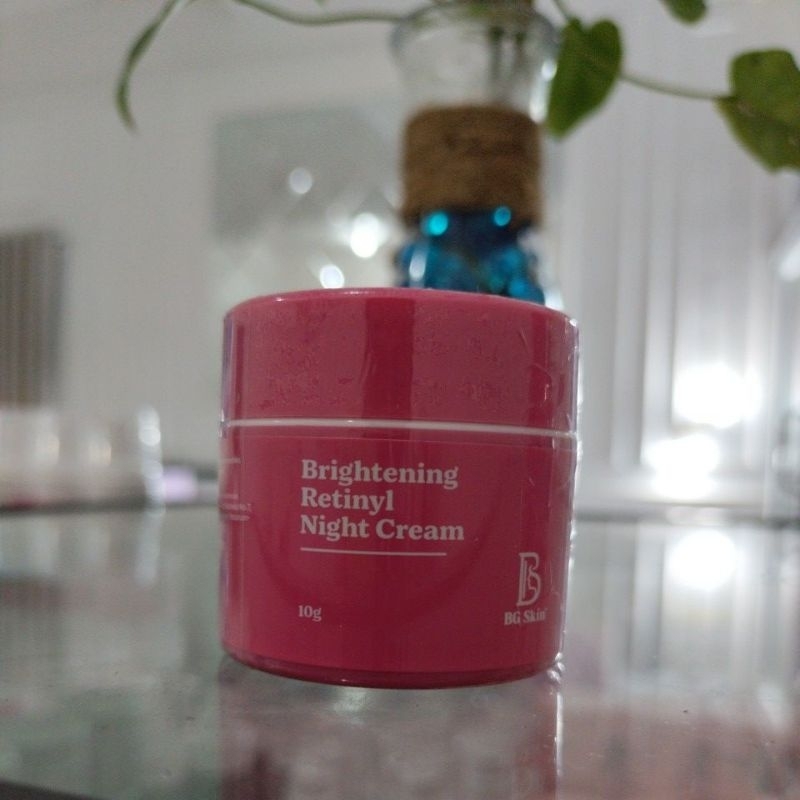 Brightening
Retinyl
Night Cream
10g
B
BG Skin